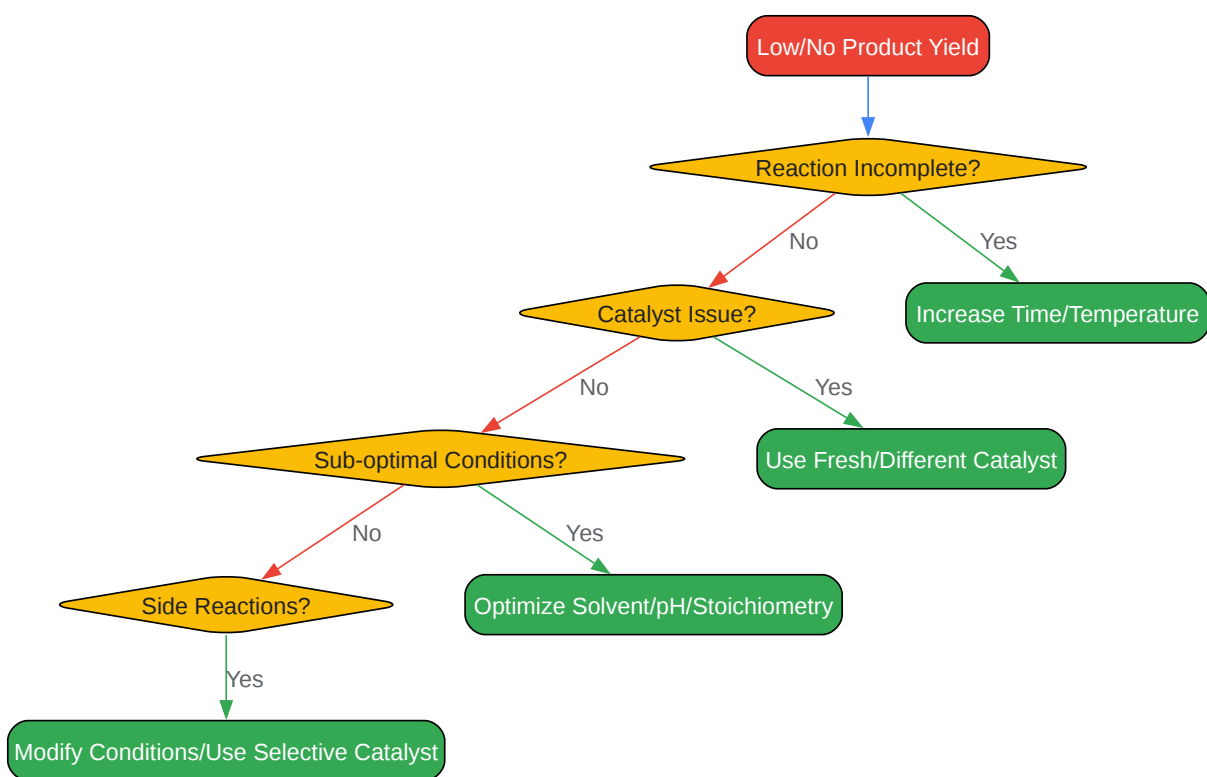 Low/No Product Yield
Reaction Incomplete?
No
Yes
Catalyst Issue?
Increase Time/Temperature
No
Yes
Sub-optimal Conditions?
Use Fresh/Different Catalyst
No
Yes
Side Reactions?
Optimize Solvent/pH/Stoichiometry
Yes
Modify Conditions/Use Selective Catalyst